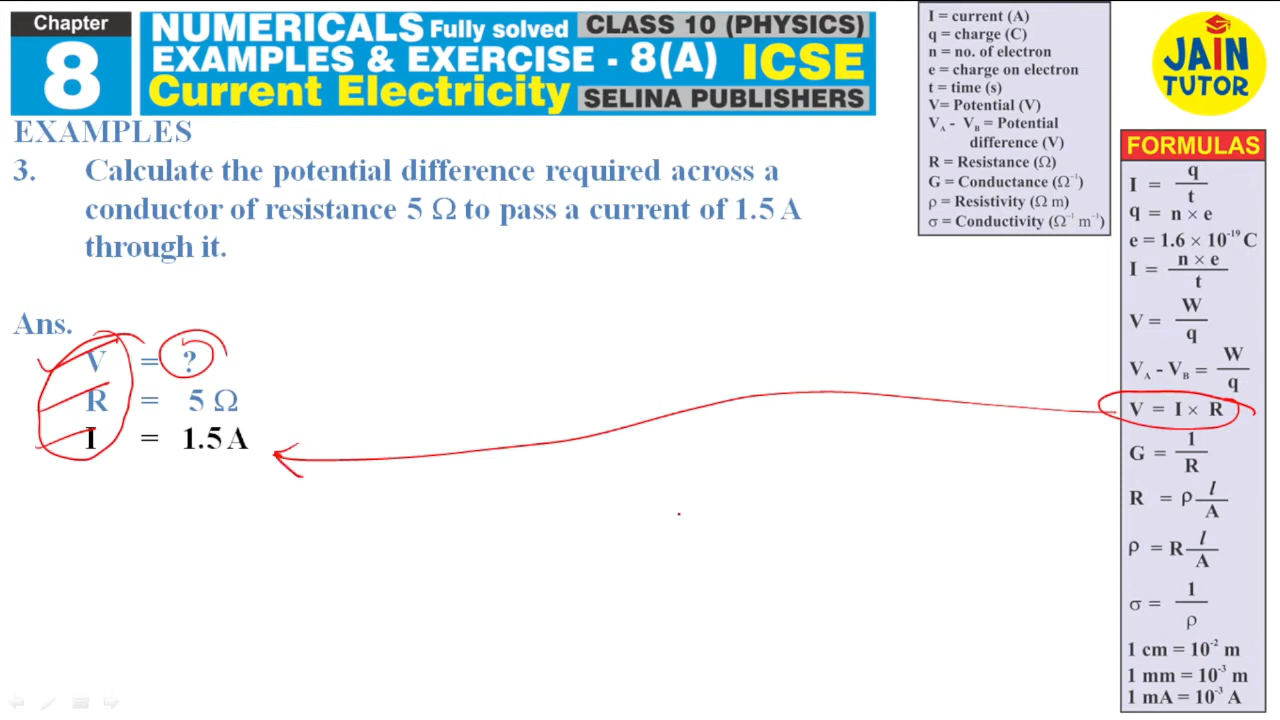 Chapter
8
NUMERICALS Fully solved
EXAMPLES & EXERCISE - 8(A)
Current Electricity
CLASS 10 (PHYSICS)
ICSE
SELINA PUBLISHERS
I = current (A)
q = charge (C)
n = no. of electron
e = charge on electron
t = time (s)
V= Potential (V)
V_A - V_B = Potential
difference (V)
R = Resistance (Ω)
G = Conductance (Ω⁻¹)
ρ = Resistivity (Ω m)
σ = Conductivity (Ω⁻¹ m⁻¹)
JAIN
TUTOR
EXAMPLES
3. Calculate the potential difference required across a
conductor of resistance 5 Ω to pass a current of 1.5 A
through it.
Ans.
V = ?
R = 5 Ω
I = 1.5 A
FORMULAS
I = q/t
q = n × e
e = 1.6 × 10⁻¹⁹ C
I = n × e/t
V = W/q
V_A - V_B = W/q
V = I × R
G = 1/R
R = ρ l/A
ρ = R l/A
σ = 1/ρ
1 cm = 10⁻² m
1 mm = 10⁻³ m
1 mA = 10⁻³ A